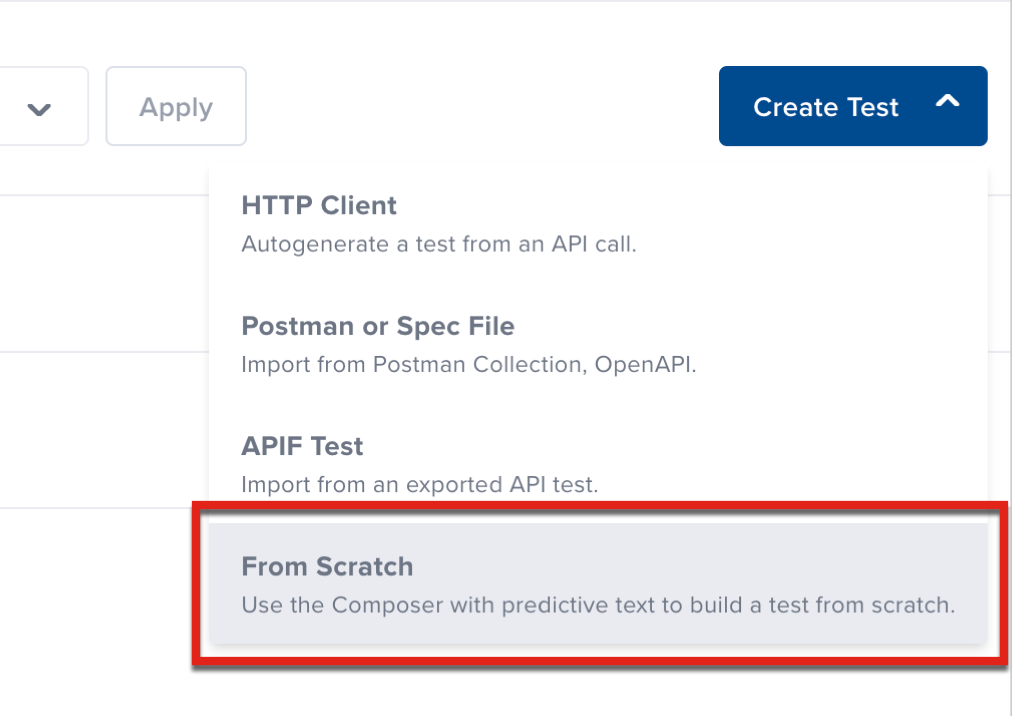 Apply
Create Test
HTTP Client
Autogenerate a test from an API call.
Postman or Spec File
Import from Postman Collection, OpenAPI.
APIF Test
Import from an exported API test.
From Scratch
Use the Composer with predictive text to build a test from scratch.